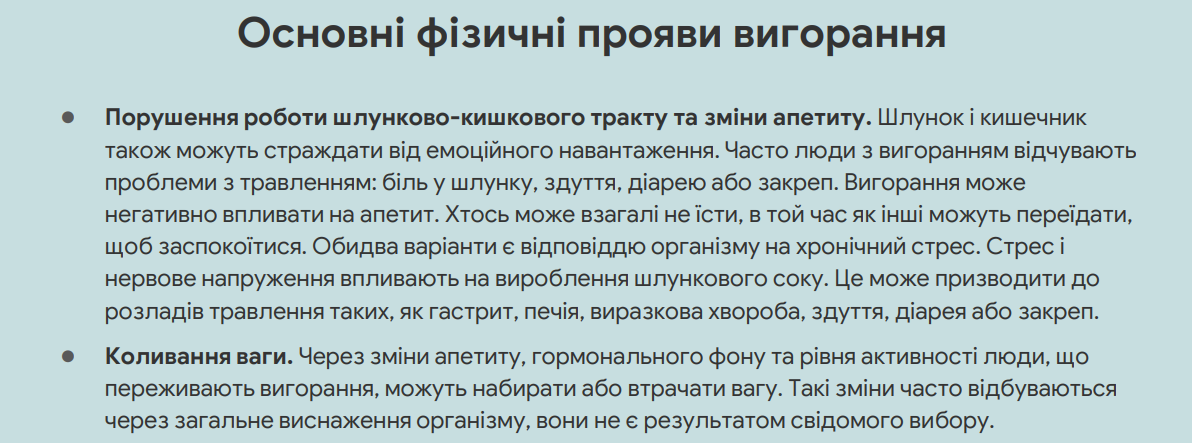 Основні фізичні прояви вигорання
● Порушення роботи шлунково-кишкового тракту та зміни апетиту. Шлунок і кишечник
також можуть страждати від емоційного навантаження. Часто люди з вигоранням відчувають
проблеми з травленням: біль у шлунку, здуття, діарею або закреп. Вигорання може
негативно впливати на апетит. Хтось може взагалі не їсти, в той час як інші можуть переїдати,
щоб заспокоїтися. Обидва варіанти є відповіддю організму на хронічний стрес. Стрес і
нервове напруження впливають на вироблення шлункового соку. Це може призводити до
розладів травлення таких, як гастрит, печія, виразкова хвороба, здуття, діарея або закреп.
● Коливання ваги. Через зміни апетиту, гормонального фону та рівня активності люди, що
переживають вигорання, можуть набирати або втрачати вагу. Такі зміни часто відбуваються
через загальне виснаження організму, вони не є результатом свідомого вибору.